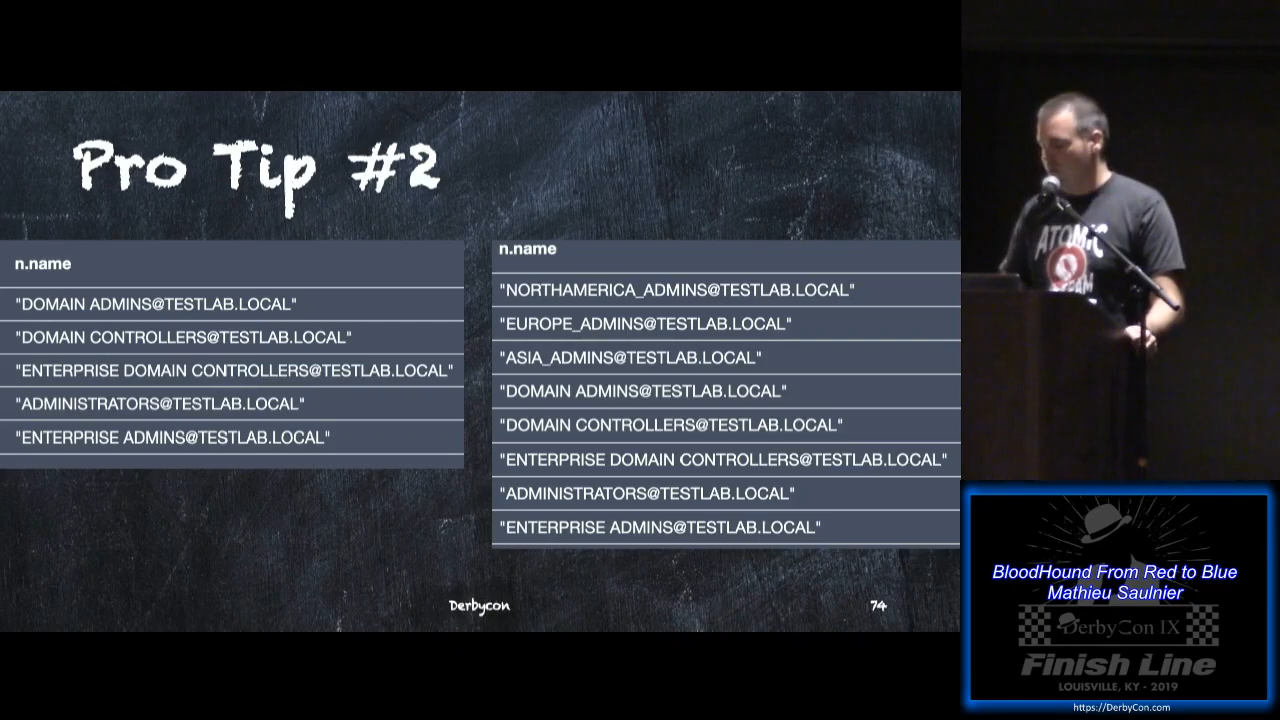 Pro Tip #2
n.name
"DOMAIN ADMINS@TESTLAB.LOCAL"
"DOMAIN CONTROLLERS@TESTLAB.LOCAL"
"ENTERPRISE DOMAIN CONTROLLERS@TESTLAB.LOCAL"
"ADMINISTRATORS@TESTLAB.LOCAL"
"ENTERPRISE ADMINS@TESTLAB.LOCAL"
n.name
"NORTHAMERICA_ADMINS@TESTLAB.LOCAL"
"EUROPE_ADMINS@TESTLAB.LOCAL"
"ASIA_ADMINS@TESTLAB.LOCAL"
"DOMAIN ADMINS@TESTLAB.LOCAL"
"DOMAIN CONTROLLERS@TESTLAB.LOCAL"
"ENTERPRISE DOMAIN CONTROLLERS@TESTLAB.LOCAL"
"ADMINISTRATORS@TESTLAB.LOCAL"
"ENTERPRISE ADMINS@TESTLAB.LOCAL"
Derbycon
74
ATOMIC
BloodHound From Red to Blue
Mathieu Saulnier
DerbyCon IX
Finish Line
LOUISVILLE, KY - 2019
https://DerbyCon.com